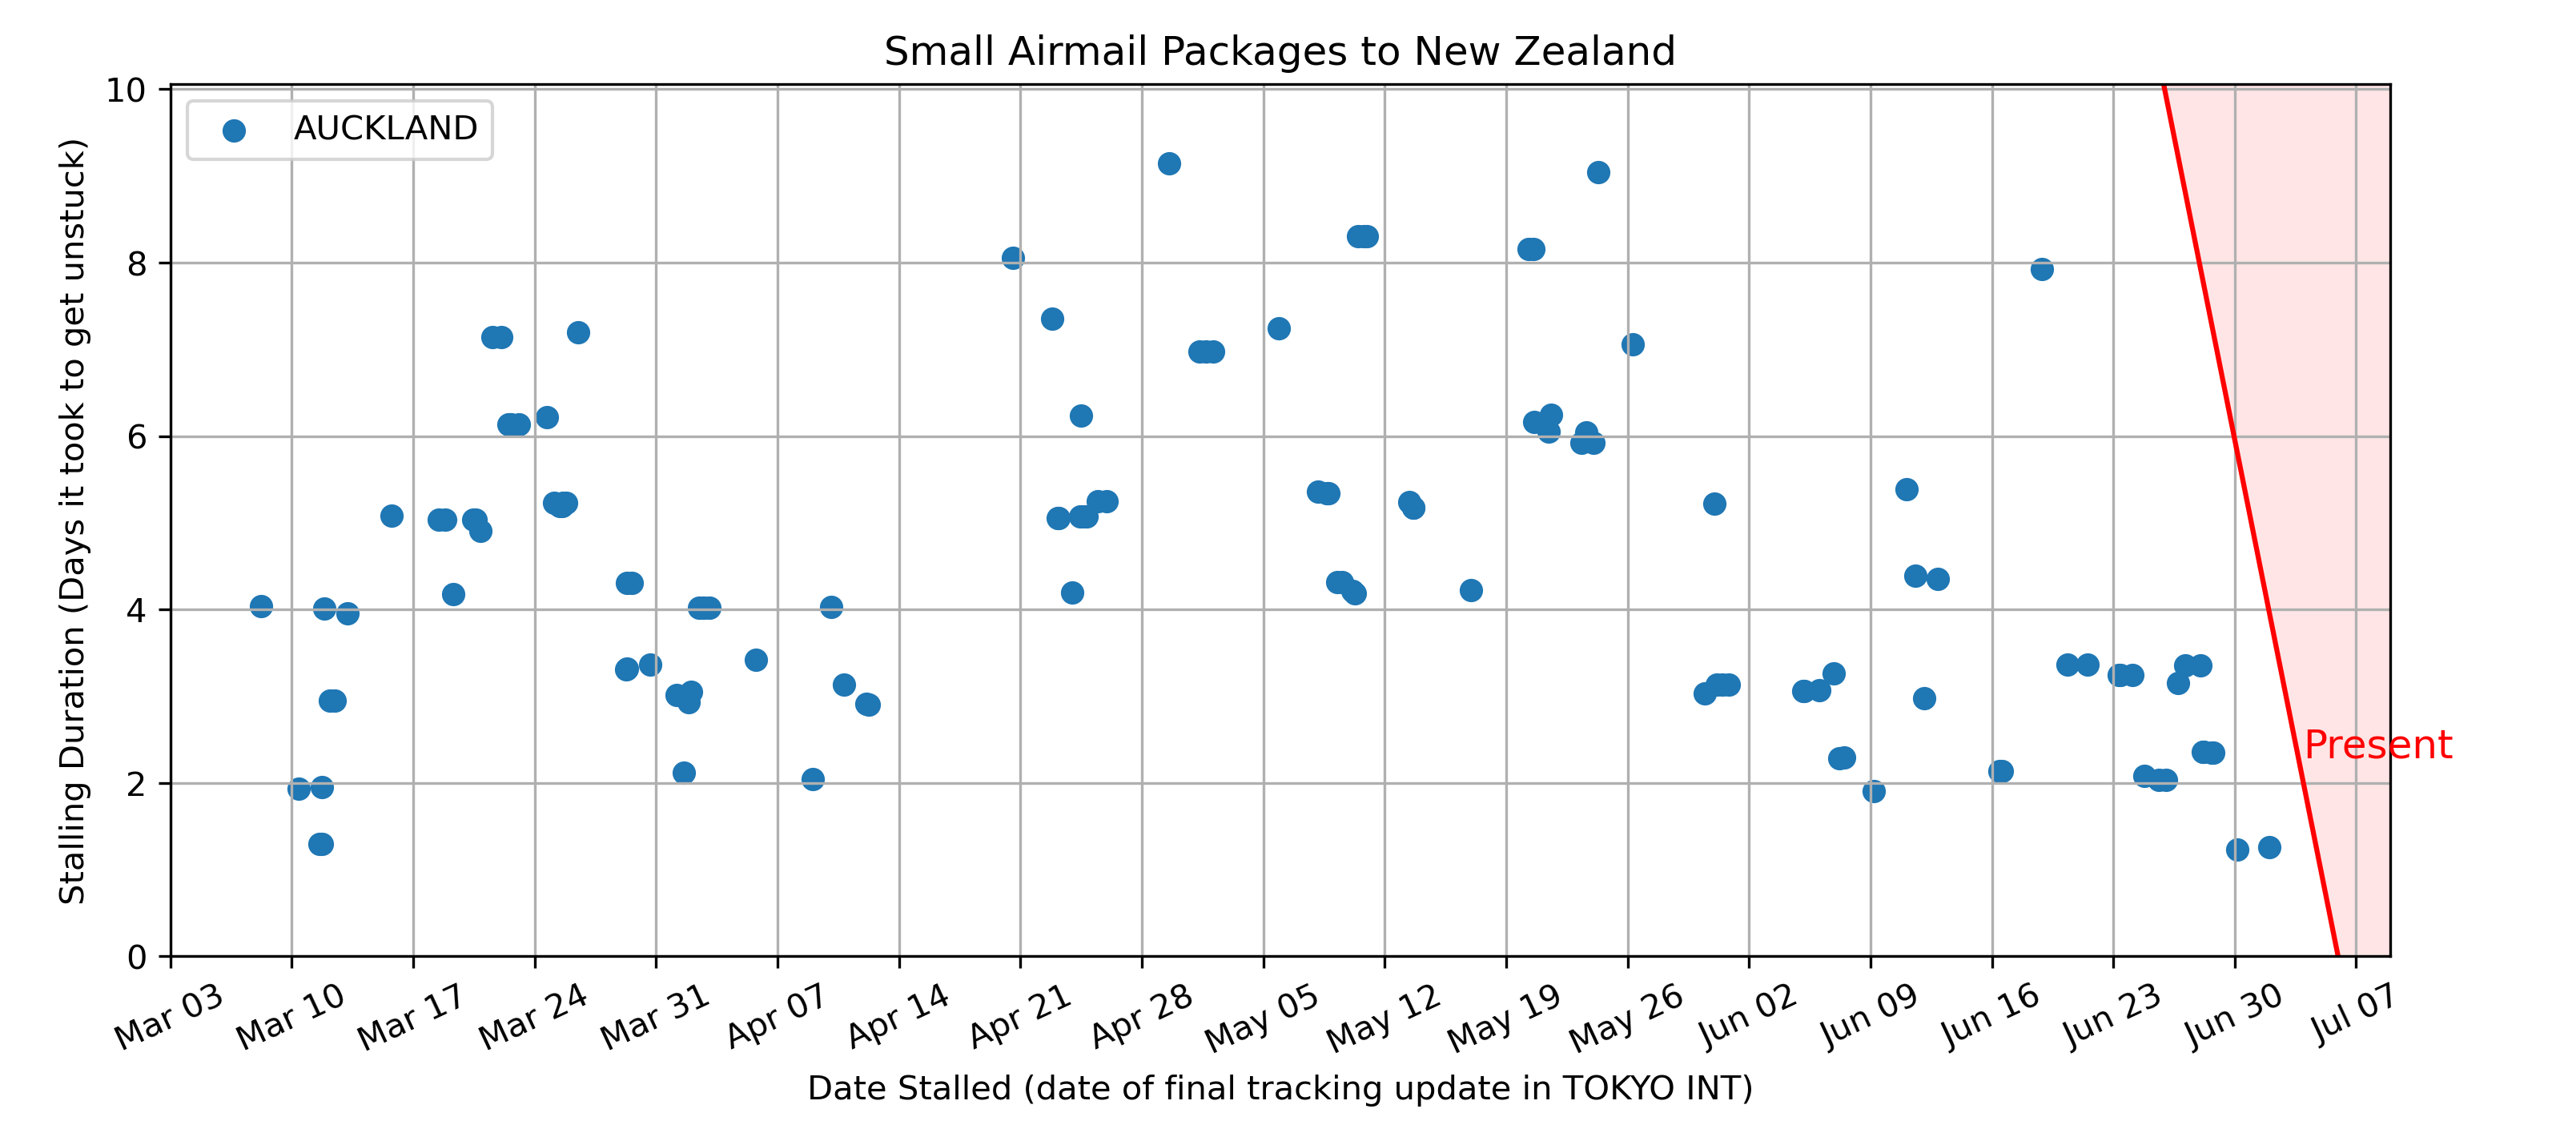 Small Airmail Packages to New Zealand
AUCKLAND
Stalling Duration (Days it took to get unstuck)
10
8
6
4
2
0
Present
Mar 03
Mar 10
Mar 17
Mar 24
Mar 31
Apr 07
Apr 14
Apr 21
Apr 28
May 05
May 12
May 19
May 26
Jun 02
Jun 09
Jun 16
Jun 23
Jun 30
Jul 07
Date Stalled (date of final tracking update in TOKYO INT)